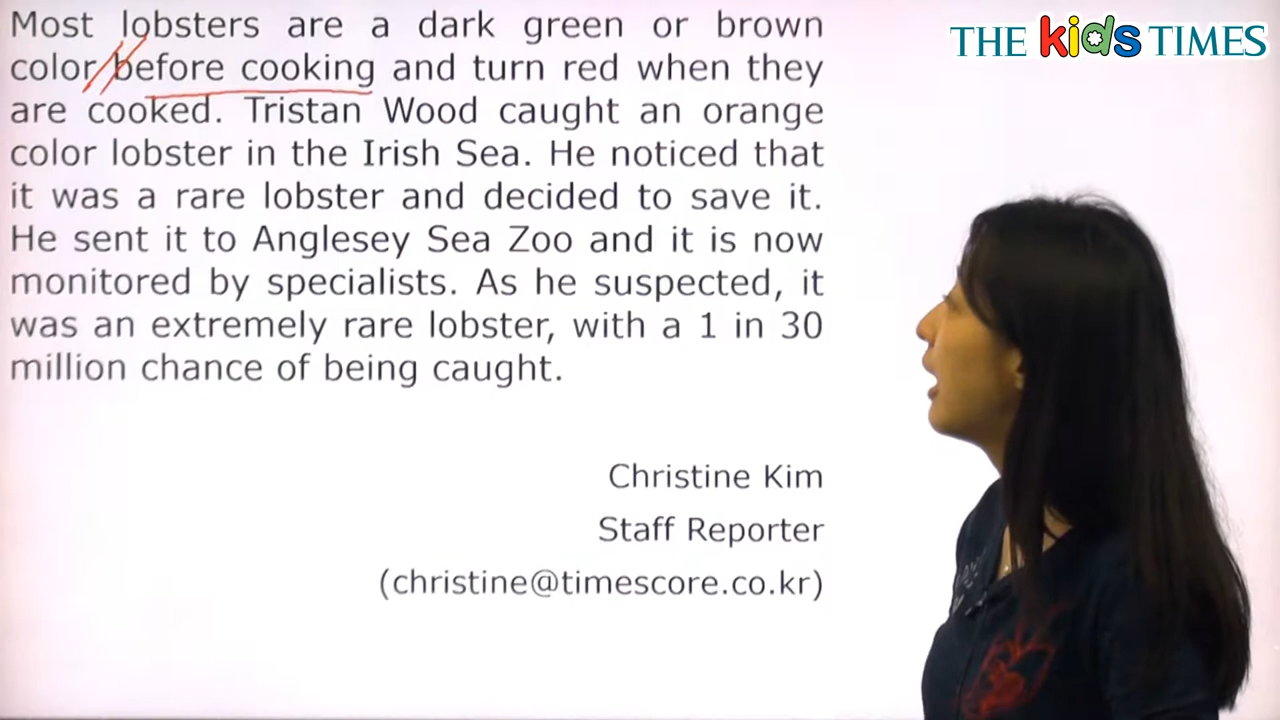 Most lobsters are a dark green or brown
color before cooking and turn red when they
are cooked. Tristan Wood caught an orange
color lobster in the Irish Sea. He noticed that
it was a rare lobster and decided to save it.
He sent it to Anglesey Sea Zoo and it is now
monitored by specialists. As he suspected, it
was an extremely rare lobster, with a 1 in 30
million chance of being caught.
Christine Kim
Staff Reporter
(christine@timescore.co.kr)
THE kids TIMES